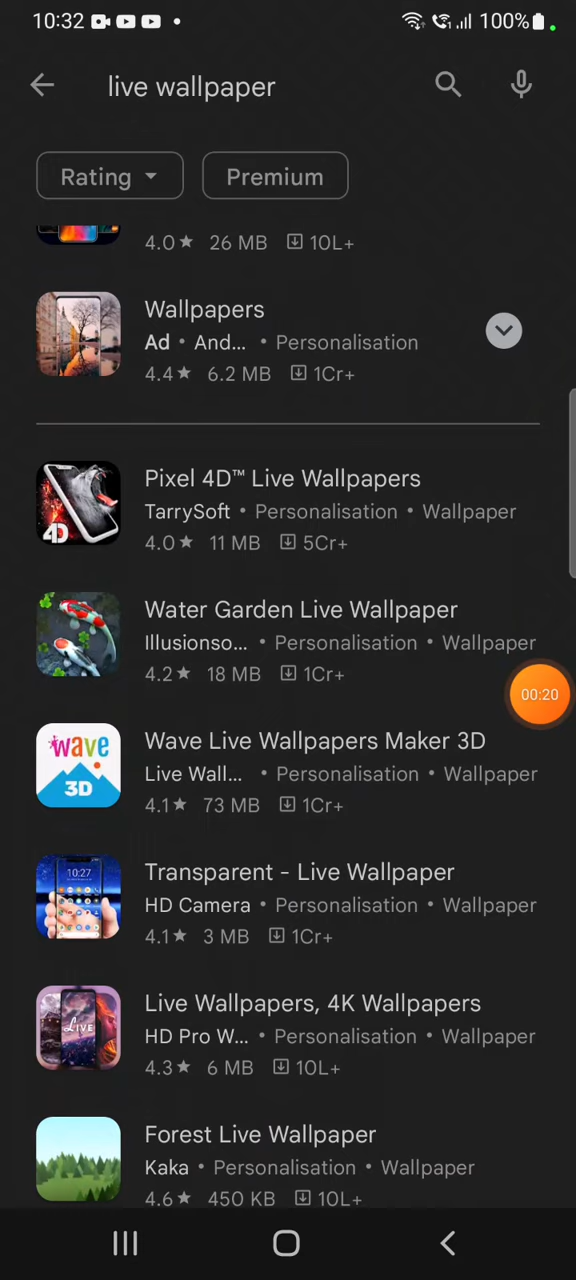 10:32
100%
live wallpaper
Rating
Premium
4.0★ 26 MB 10L+
Wallpapers
Ad • And... • Personalisation
4.4★ 6.2 MB 1Cr+
Pixel 4D™ Live Wallpapers
TarrySoft • Personalisation • Wallpaper
4.0★ 11 MB 5Cr+
4D
Water Garden Live Wallpaper
Illusionso... • Personalisation • Wallpaper
4.2★ 18 MB 1Cr+
00:20
wave
3D
Wave Live Wallpapers Maker 3D
Live Wall... • Personalisation • Wallpaper
4.1★ 73 MB 1Cr+
10:27
Transparent - Live Wallpaper
HD Camera • Personalisation • Wallpaper
4.1★ 3 MB 1Cr+
LIVE
Live Wallpapers, 4K Wallpapers
HD Pro W... • Personalisation • Wallpaper
4.3★ 6 MB 10L+
Forest Live Wallpaper
Kaka • Personalisation • Wallpaper
4.6★ 450 KB 10L+